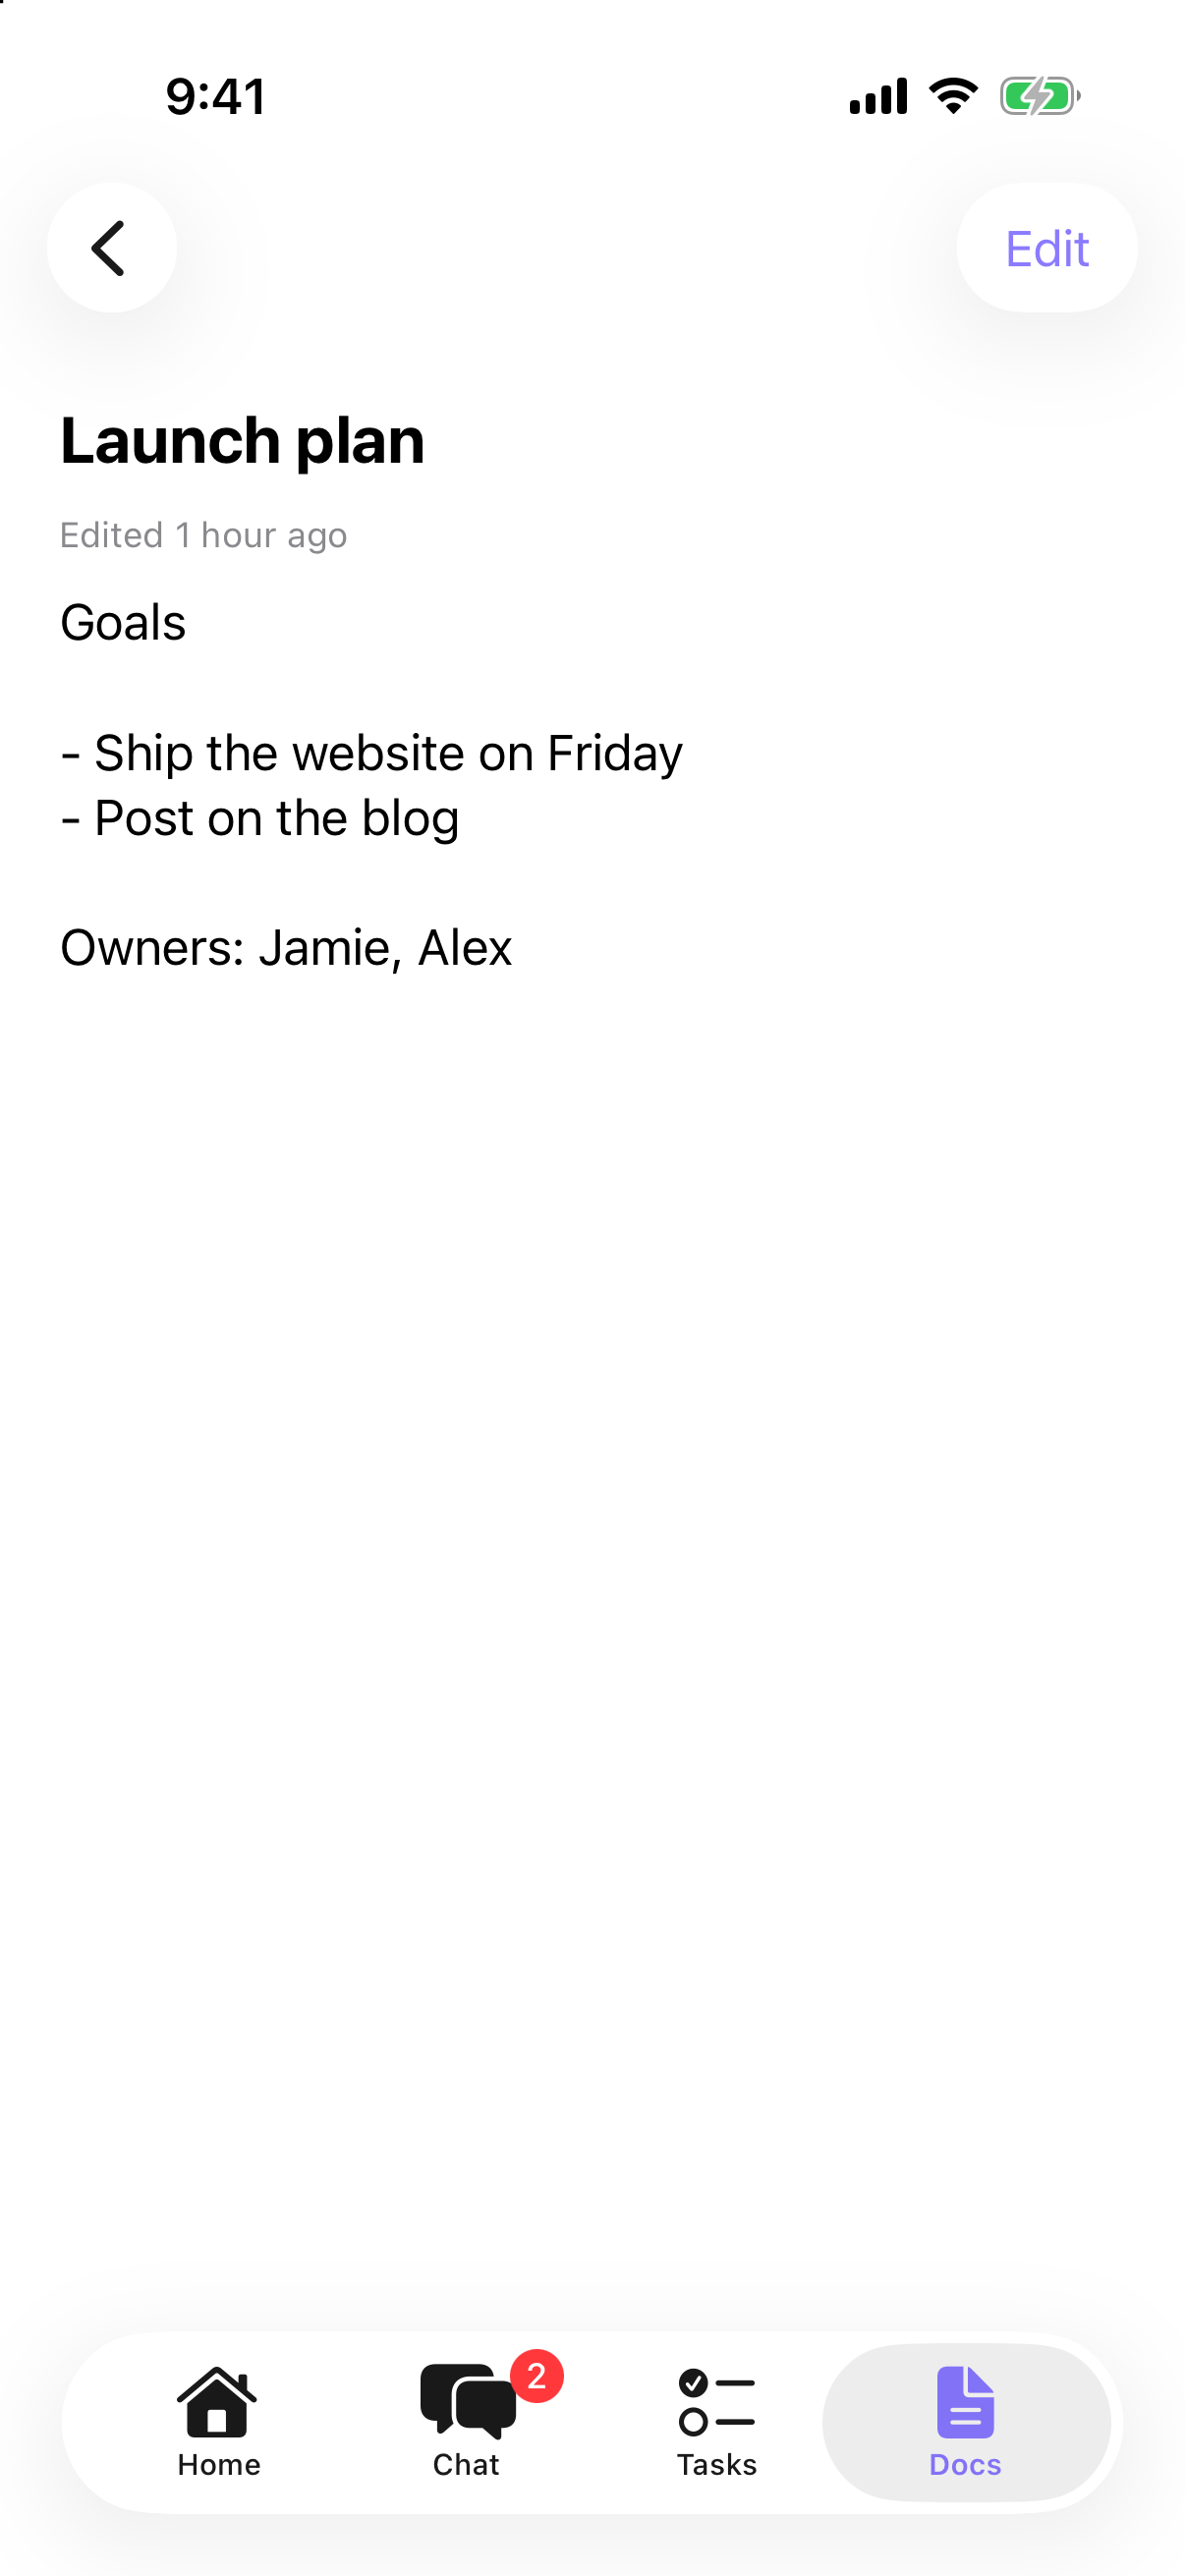 9:41
Edit
Launch plan
Edited 1 hour ago
Goals
- Ship the website on Friday
- Post on the blog
Owners: Jamie, Alex
2
Home
Chat
Tasks
Docs